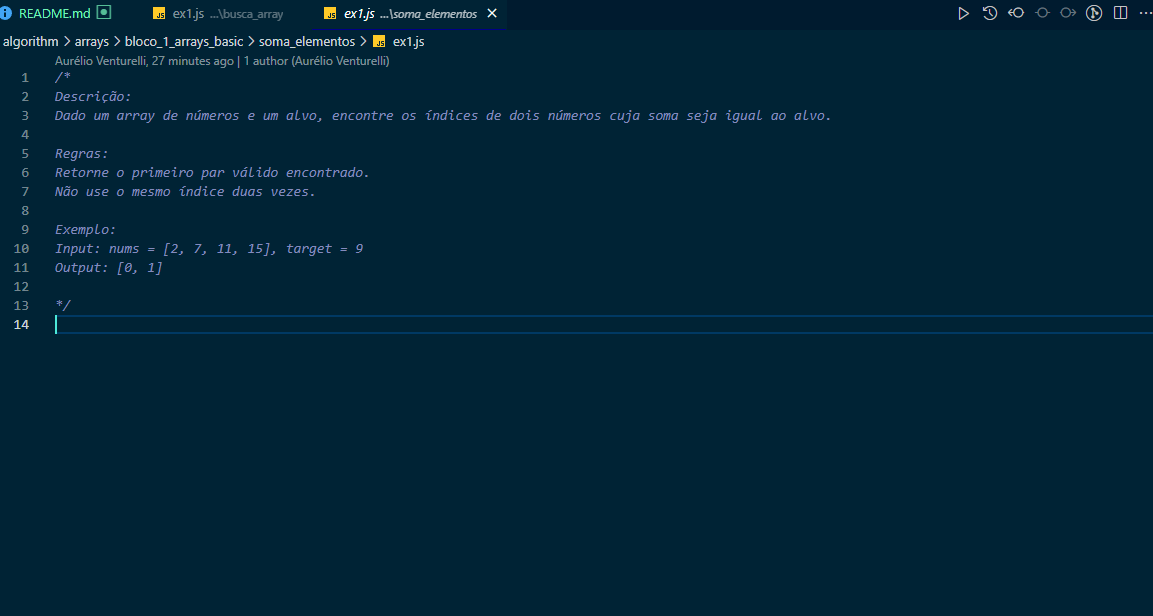 README.md
JS ex1.js ...\busca_array
JS ex1.js ...\soma_elementos
algorithm > arrays > bloco_1_arrays_basic > soma_elementos > JS ex1.js
Aurélio Venturelli, 27 minutes ago | 1 author (Aurélio Venturelli)
1 /*
2 Descrição:
3 Dado um array de números e um alvo, encontre os índices de dois números cuja soma seja igual ao alvo.
4
5 Regras:
6 Retorne o primeiro par válido encontrado.
7 Não use o mesmo índice duas vezes.
8
9 Exemplo:
10 Input: nums = [2, 7, 11, 15], target = 9
11 Output: [0, 1]
12
13 */
14